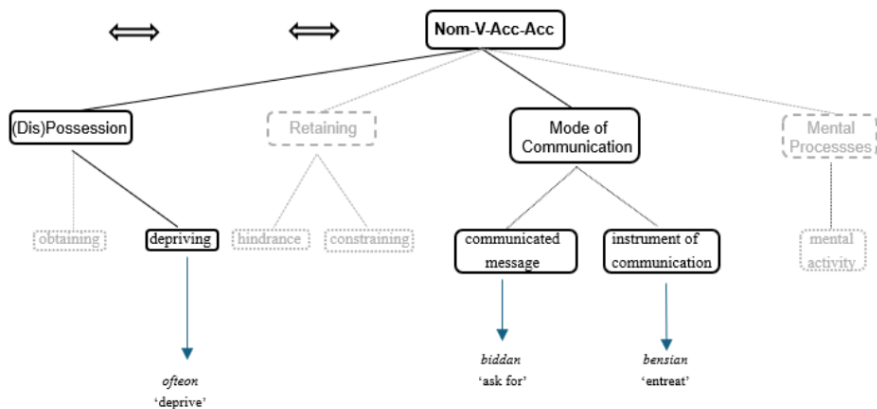 Nom-V-Acc-Acc
(Dis)Possession
Retaining
Mode of
Communication
Mental
Processses
obtaining
depriving
hindrance
constraining
communicated
message
instrument of
communication
mental
activity
ofteon
'deprive'
biddan
'ask for'
bensian
'entreat'